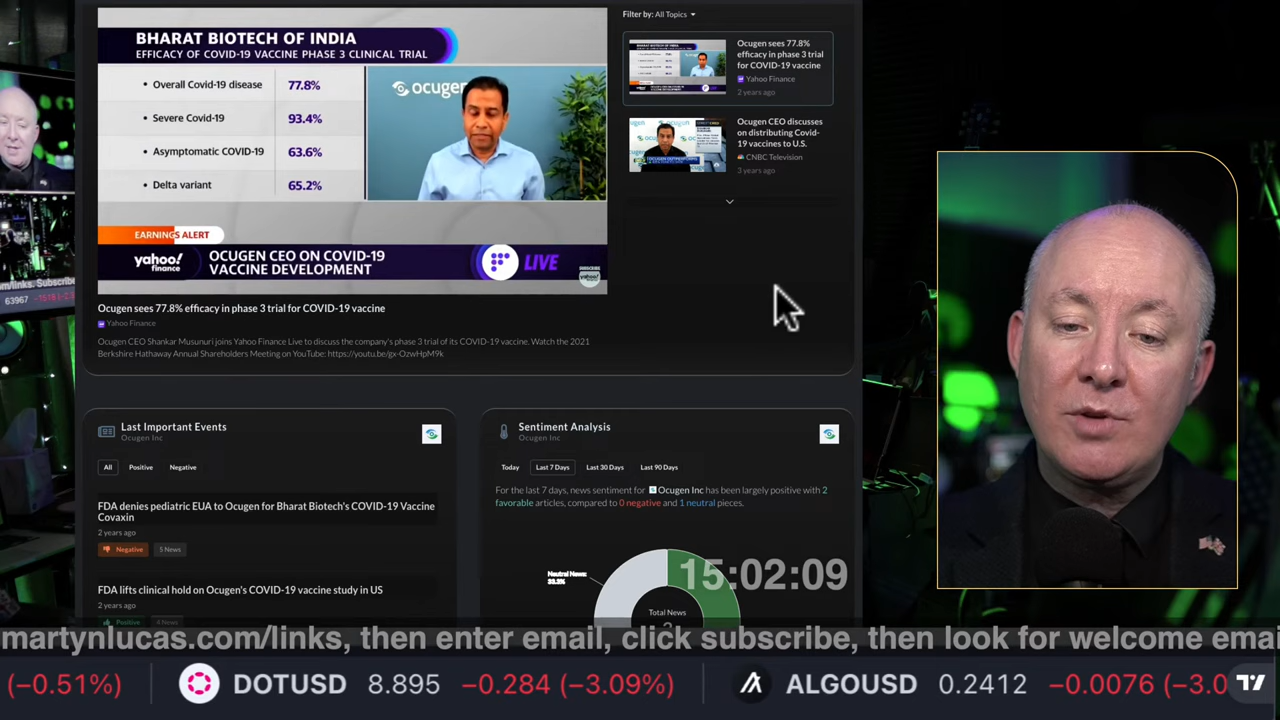 BHARAT BIOTECH OF INDIA
EFFICACY OF COVID-19 VACCINE PHASE 3 CLINICAL TRIAL
• Overall Covid-19 disease 77.8%
• Severe Covid-19 93.4%
• Asymptomatic COVID-19 63.6%
• Delta variant 65.2%
ocugen
EARNINGS ALERT
yahoo!
finance
OCUGEN CEO ON COVID-19
VACCINE DEVELOPMENT
LIVE
SUBSCRIBE
yahoo!
Ocugen sees 77.8% efficacy in phase 3 trial for COVID-19 vaccine
Yahoo Finance
Ocugen CEO Shankar Musunuri joins Yahoo Finance Live to discuss the company's phase 3 trial of its COVID-19 vaccine. Watch the 2021
Berkshire Hathaway Annual Shareholders Meeting on YouTube: https://youtu.be/gx-OzwHpM9k
Filter by: All Topics
Ocugen sees 77.8%
efficacy in phase 3 trial
for COVID-19 vaccine
Yahoo Finance
2 years ago
Ocugen CEO discusses
on distributing Covid-
19 vaccines to U.S.
CNBC Television
3 years ago
Last Important Events
Ocugen Inc
All Positive Negative
FDA denies pediatric EUA to Ocugen for Bharat Biotech's COVID-19 Vaccine
Covaxin
2 years ago
Negative 5 News
FDA lifts clinical hold on Ocugen's COVID-19 vaccine study in US
2 years ago
Positive 4 News
Sentiment Analysis
Ocugen Inc
Today Last 7 Days Last 30 Days Last 90 Days
For the last 7 days, news sentiment for Ocugen Inc has been largely positive with 2
favorable articles, compared to 0 negative and 1 neutral pieces.
Neutral News:
33.3%
Total News
15:02:09
martynlucas.com/links, then enter email, click subscribe, then look for welcome emai
(−0.51%) DOTUSD 8.895 −0.284 (−3.09%) ALGOUSD 0.2412 −0.0076 (−3.0
63967